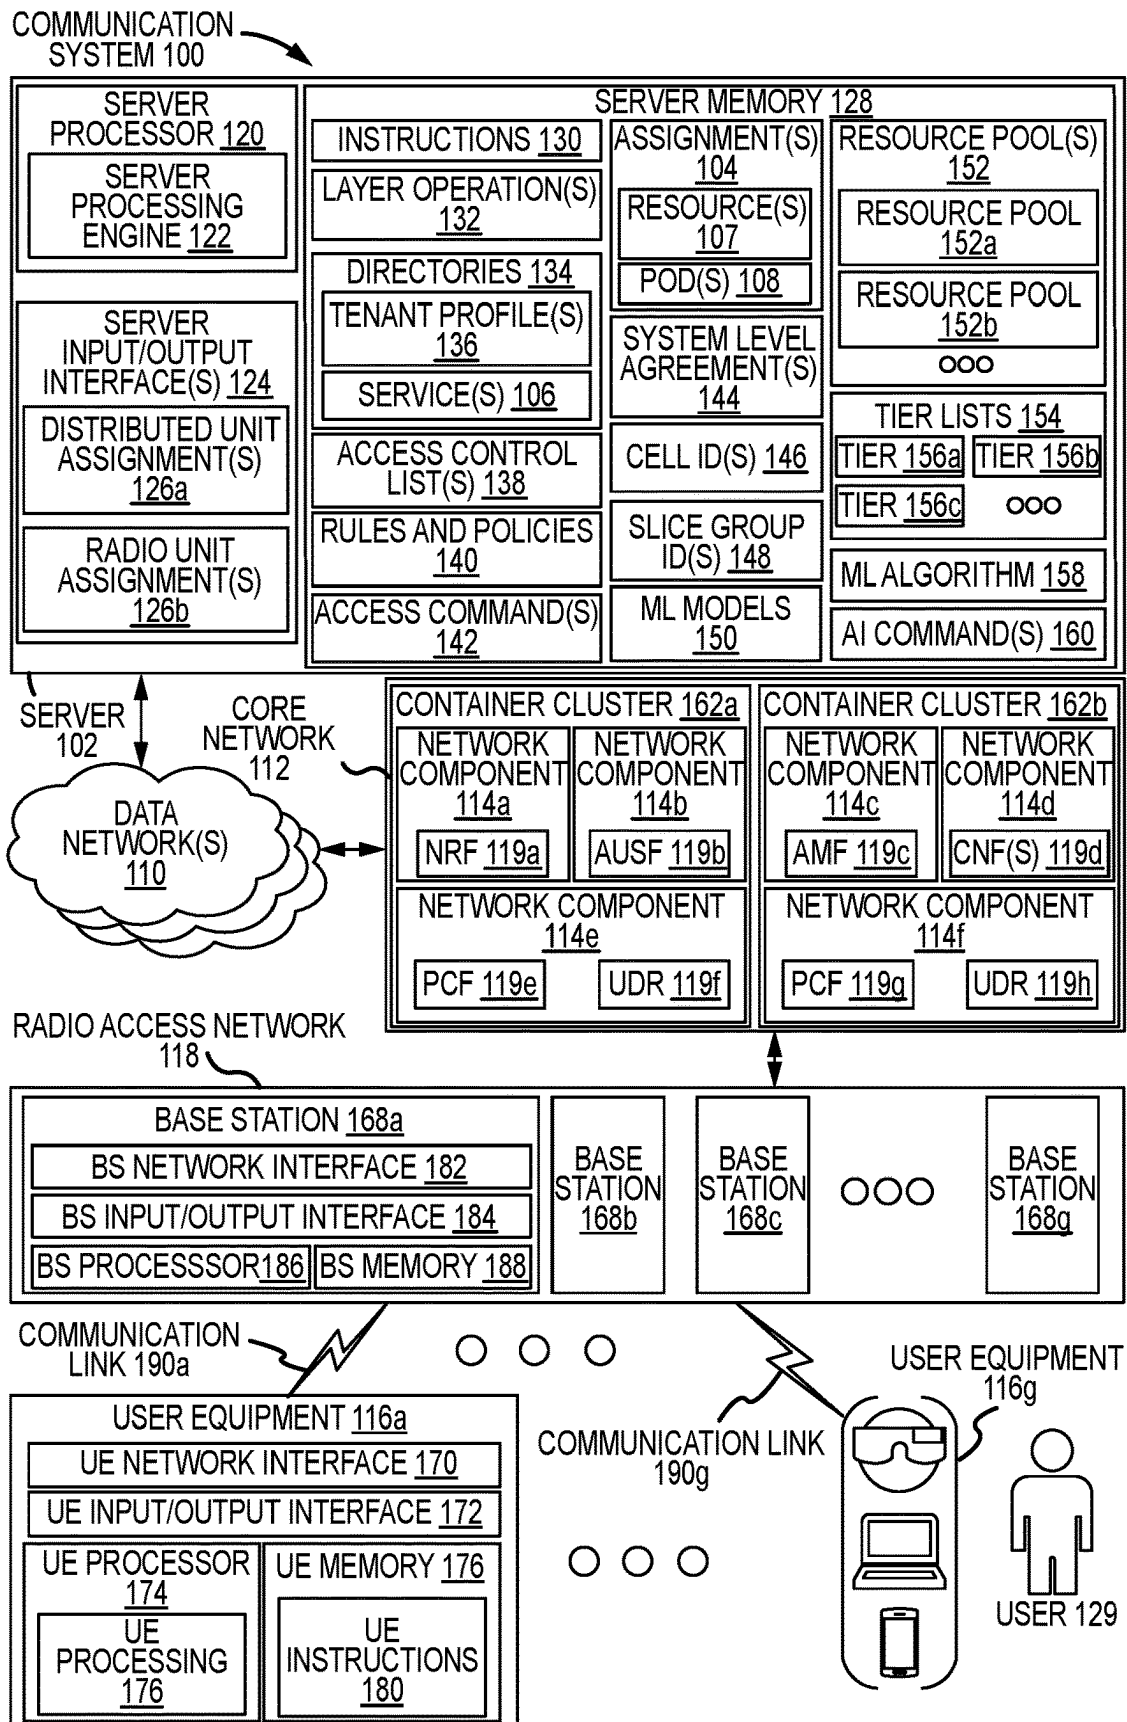 COMMUNICATION
SYSTEM 100
SERVER
PROCESSOR 120
SERVER
PROCESSING
ENGINE 122
SERVER
INPUT/OUTPUT
INTERFACE(S) 124
DISTRIBUTED UNIT
ASSIGNMENT(S)
126a
RADIO UNIT
ASSIGNMENT(S)
126b
SERVER MEMORY 128
INSTRUCTIONS 130
LAYER OPERATION(S)
132
DIRECTORIES 134
TENANT PROFILE(S)
136
SERVICE(S) 106
ACCESS CONTROL
LIST(S) 138
RULES AND POLICIES
140
ACCESS COMMAND(S)
142
ASSIGNMENT(S)
104
RESOURCE(S)
107
POD(S) 108
SYSTEM LEVEL
AGREEMENT(S)
144
CELL ID(S) 146
SLICE GROUP
ID(S) 148
ML MODELS
150
RESOURCE POOL(S)
152
RESOURCE POOL
152a
RESOURCE POOL
152b
TIER LISTS 154
TIER 156a
TIER 156b
TIER 156c
ML ALGORITHM 158
AI COMMAND(S) 160
SERVER
102
CORE
NETWORK
112
DATA
NETWORK(S)
110
CONTAINER CLUSTER 162a
NETWORK
COMPONENT
114a
NRF 119a
NETWORK
COMPONENT
114b
AUSF 119b
NETWORK COMPONENT
114e
PCF 119e
UDR 119f
CONTAINER CLUSTER 162b
NETWORK
COMPONENT
114c
AMF 119c
NETWORK
COMPONENT
114d
CNF(S) 119d
NETWORK COMPONENT
114f
PCF 119g
UDR 119h
RADIO ACCESS NETWORK
118
BASE STATION 168a
BS NETWORK INTERFACE 182
BS INPUT/OUTPUT INTERFACE 184
BS PROCESSSOR186
BS MEMORY 188
BASE
STATION
168b
BASE
STATION
168c
BASE
STATION
168g
COMMUNICATION
LINK 190a
USER EQUIPMENT 116a
UE NETWORK INTERFACE 170
UE INPUT/OUTPUT INTERFACE 172
UE PROCESSOR
174
UE
PROCESSING
176
UE MEMORY 176
UE
INSTRUCTIONS
180
COMMUNICATION LINK
190g
USER EQUIPMENT
116g
USER 129